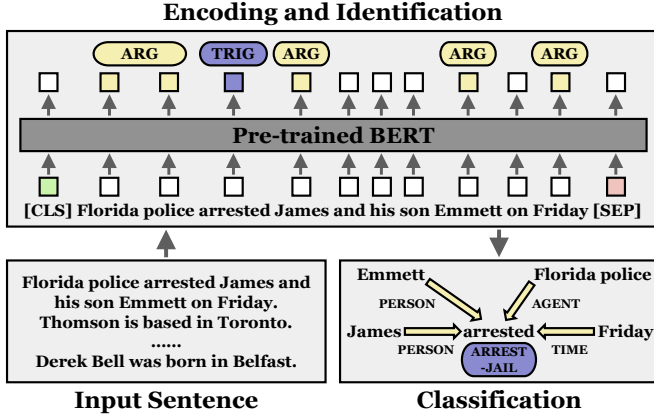 Encoding and Identification
ARG TRIG ARG ARG ARG
Pre-trained BERT
[CLS] Florida police arrested James and his son Emmett on Friday [SEP]
Florida police arrested James and
his son Emmett on Friday.
Thomson is based in Toronto.
......
Derek Bell was born in Belfast.
Input Sentence
Emmett Florida police
PERSON AGENT
James arrested Friday
PERSON ARREST TIME
-JAIL
Classification